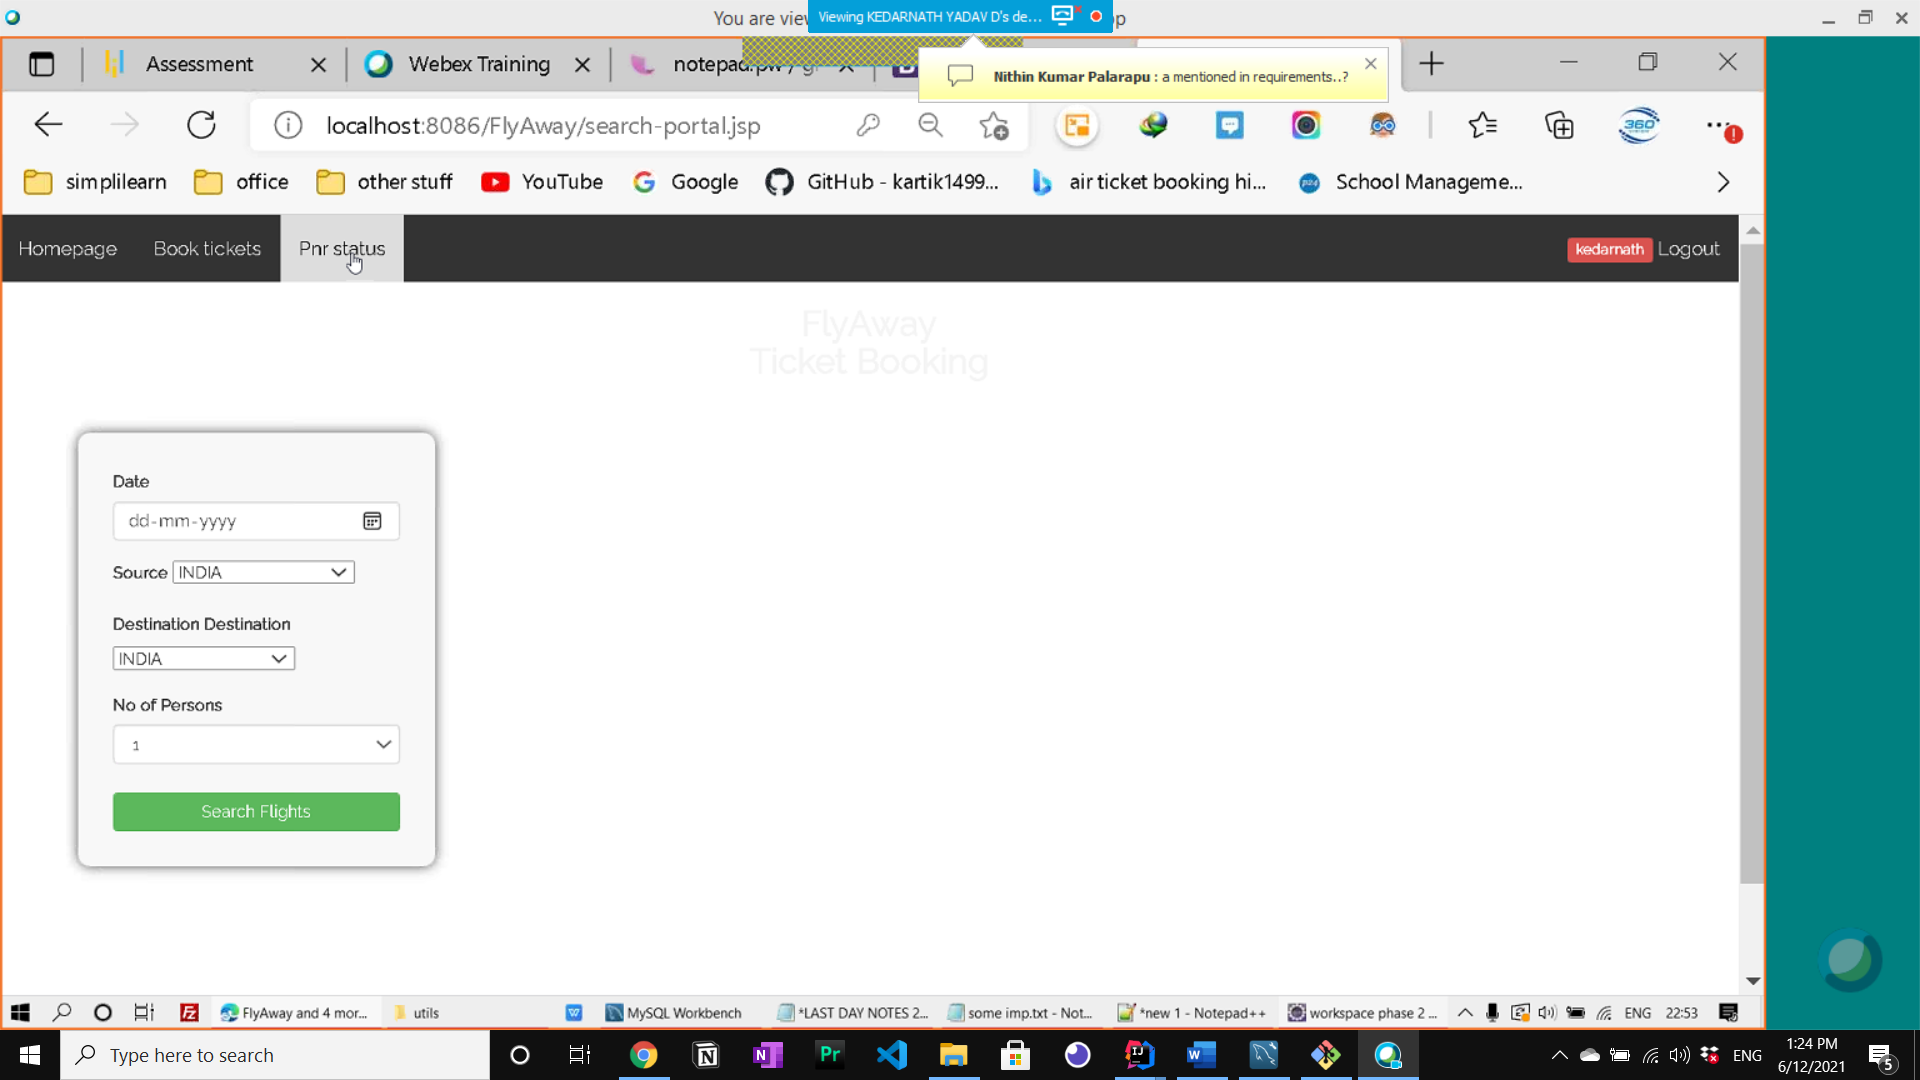 You are view
Viewing KEDARNATH YADAV D's de...
Assessment
Webex Training
notepad.pw
Nithin Kumar Palarapu : a mentioned in requirements..?
localhost:8086/FlyAway/search-portal.jsp
simplilearn
office
other stuff
YouTube
Google
GitHub - kartik1499...
air ticket booking hi...
School Manageme...
Homepage
Book tickets
Pnr status
kedarnath
Logout
FlyAway
Ticket Booking
Date
dd-mm-yyyy
Source INDIA
Destination Destination
INDIA
No of Persons
1
Search Flights
FlyAway and 4 mor...
utils
MySQL Workbench
*LAST DAY NOTES 2...
some imp.txt - Not...
*new 1 - Notepad++
workspace phase 2 ...
ENG
22:53
Type here to search
ENG
1:24 PM
6/12/2021
5